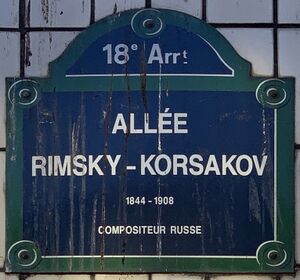 18e Arrt
ALLÉE
RIMSKY-KORSAKOV
1844-1908
COMPOSITEUR RUSSE